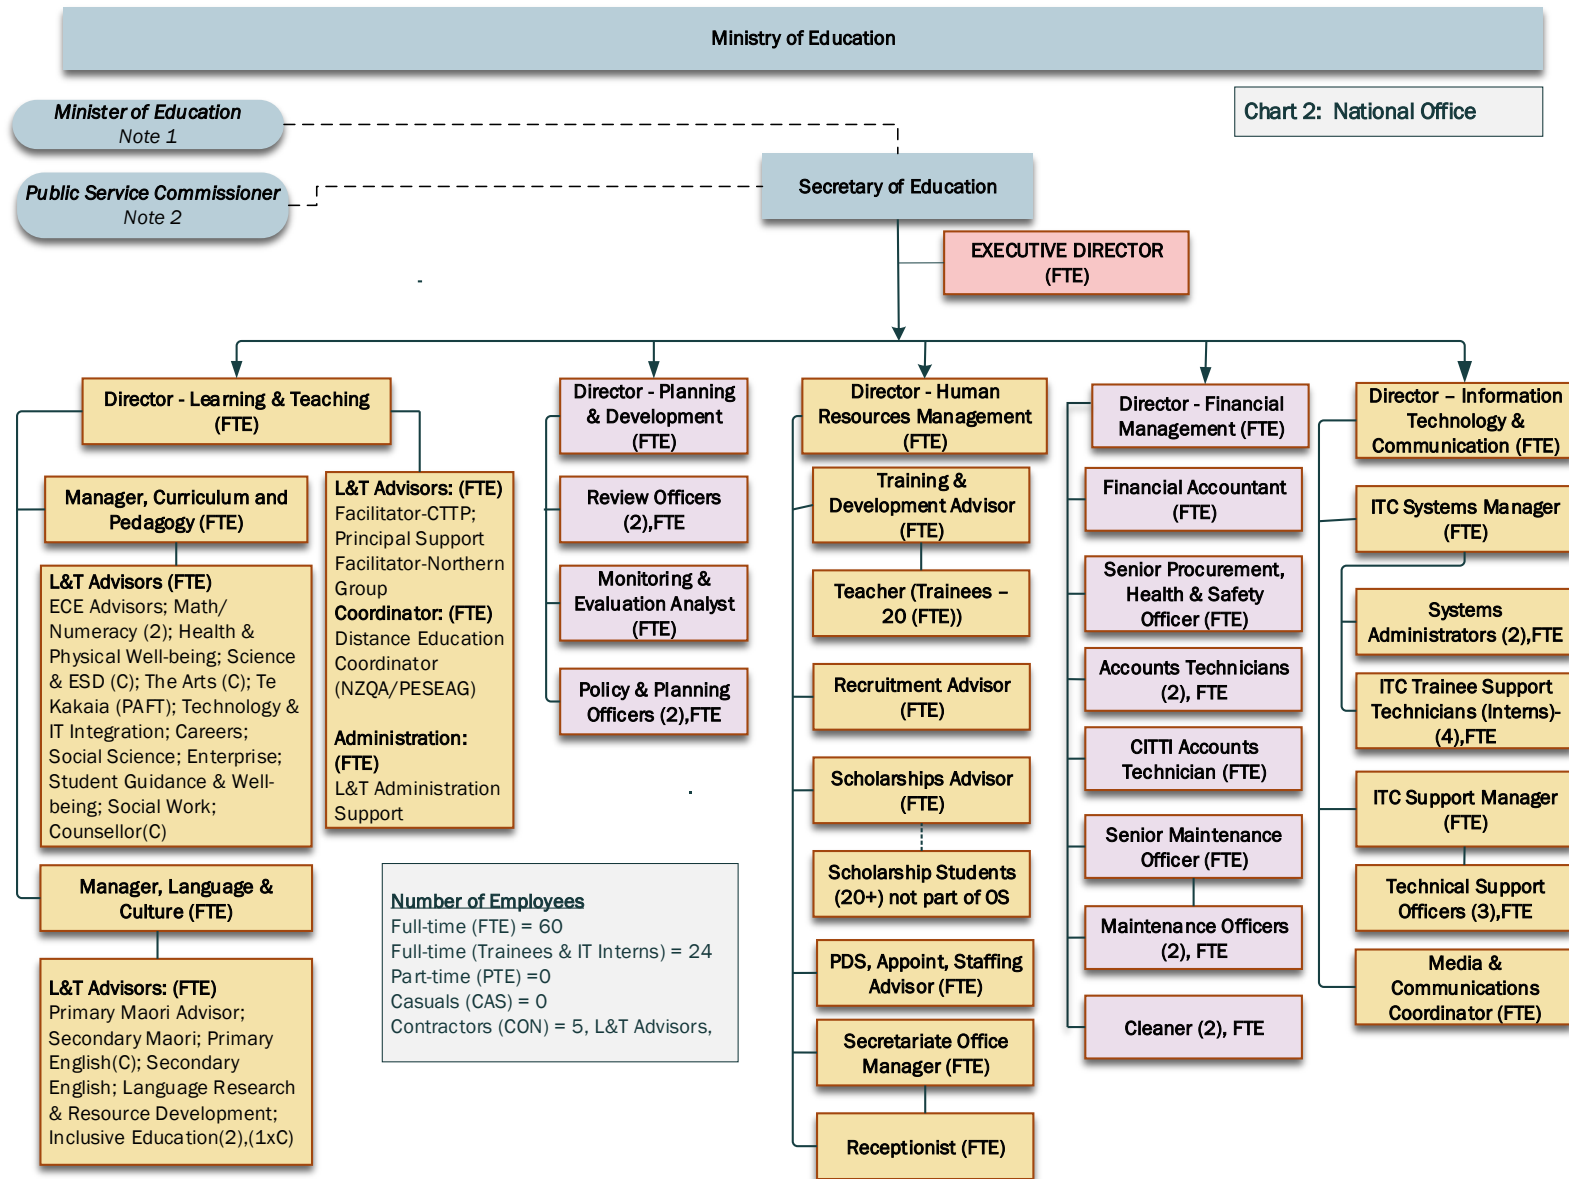 Ministry of Education
Minister of Education
Note 1
Chart 2:  National Office
Public Service Commissioner
Note 2
Secretary of Education
EXECUTIVE DIRECTOR
(FTE)
Director - Learning & Teaching
(FTE)
Manager, Curriculum and
Pedagogy (FTE)
L&T Advisors (FTE)
ECE Advisors; Math/
Numeracy (2); Health &
Physical Well-being; Science
& ESD (C); The Arts (C); Te
Kakaia (PAFT); Technology &
IT Integration; Careers;
Social Science; Enterprise;
Student Guidance & Well-
being; Social Work;
Counsellor(C)
Manager, Language &
Culture (FTE)
L&T Advisors: (FTE)
Primary Maori Advisor;
Secondary Maori; Primary
English(C); Secondary
English; Language Research
& Resource Development;
Inclusive Education(2),(1xC)
L&T Advisors: (FTE)
Facilitator-CTTP;
Principal Support
Facilitator-Northern
Group
Coordinator: (FTE)
Distance Education
Coordinator
(NZQA/PESEAG)
Administration:
(FTE)
L&T Administration
Support
Number of Employees
Full-time (FTE) = 60
Full-time (Trainees & IT Interns) = 24
Part-time (PTE) =0
Casuals (CAS) = 0
Contractors (CON) = 5, L&T Advisors,
Director - Planning
& Development
(FTE)
Review Officers
(2),FTE
Monitoring &
Evaluation Analyst
(FTE)
Policy & Planning
Officers (2),FTE
Director - Human
Resources Management
(FTE)
Training &
Development Advisor
(FTE)
Teacher (Trainees –
20 (FTE))
Recruitment Advisor
(FTE)
Scholarships Advisor
(FTE)
Scholarship Students
(20+) not part of OS
PDS, Appoint, Staffing
Advisor (FTE)
Secretariate Office
Manager (FTE)
Receptionist (FTE)
Director - Financial
Management (FTE)
Financial Accountant
(FTE)
Senior Procurement,
Health & Safety
Officer (FTE)
Accounts Technicians
(2), FTE
CITTI Accounts
Technician (FTE)
Senior Maintenance
Officer (FTE)
Maintenance Officers
(2), FTE
Cleaner (2), FTE
Director – Information
Technology &
Communication (FTE)
ITC Systems Manager
(FTE)
Systems
Administrators (2),FTE
ITC Trainee Support
Technicians (Interns)-
(4),FTE
ITC Support Manager
(FTE)
Technical Support
Officers (3),FTE
Media &
Communications
Coordinator (FTE)